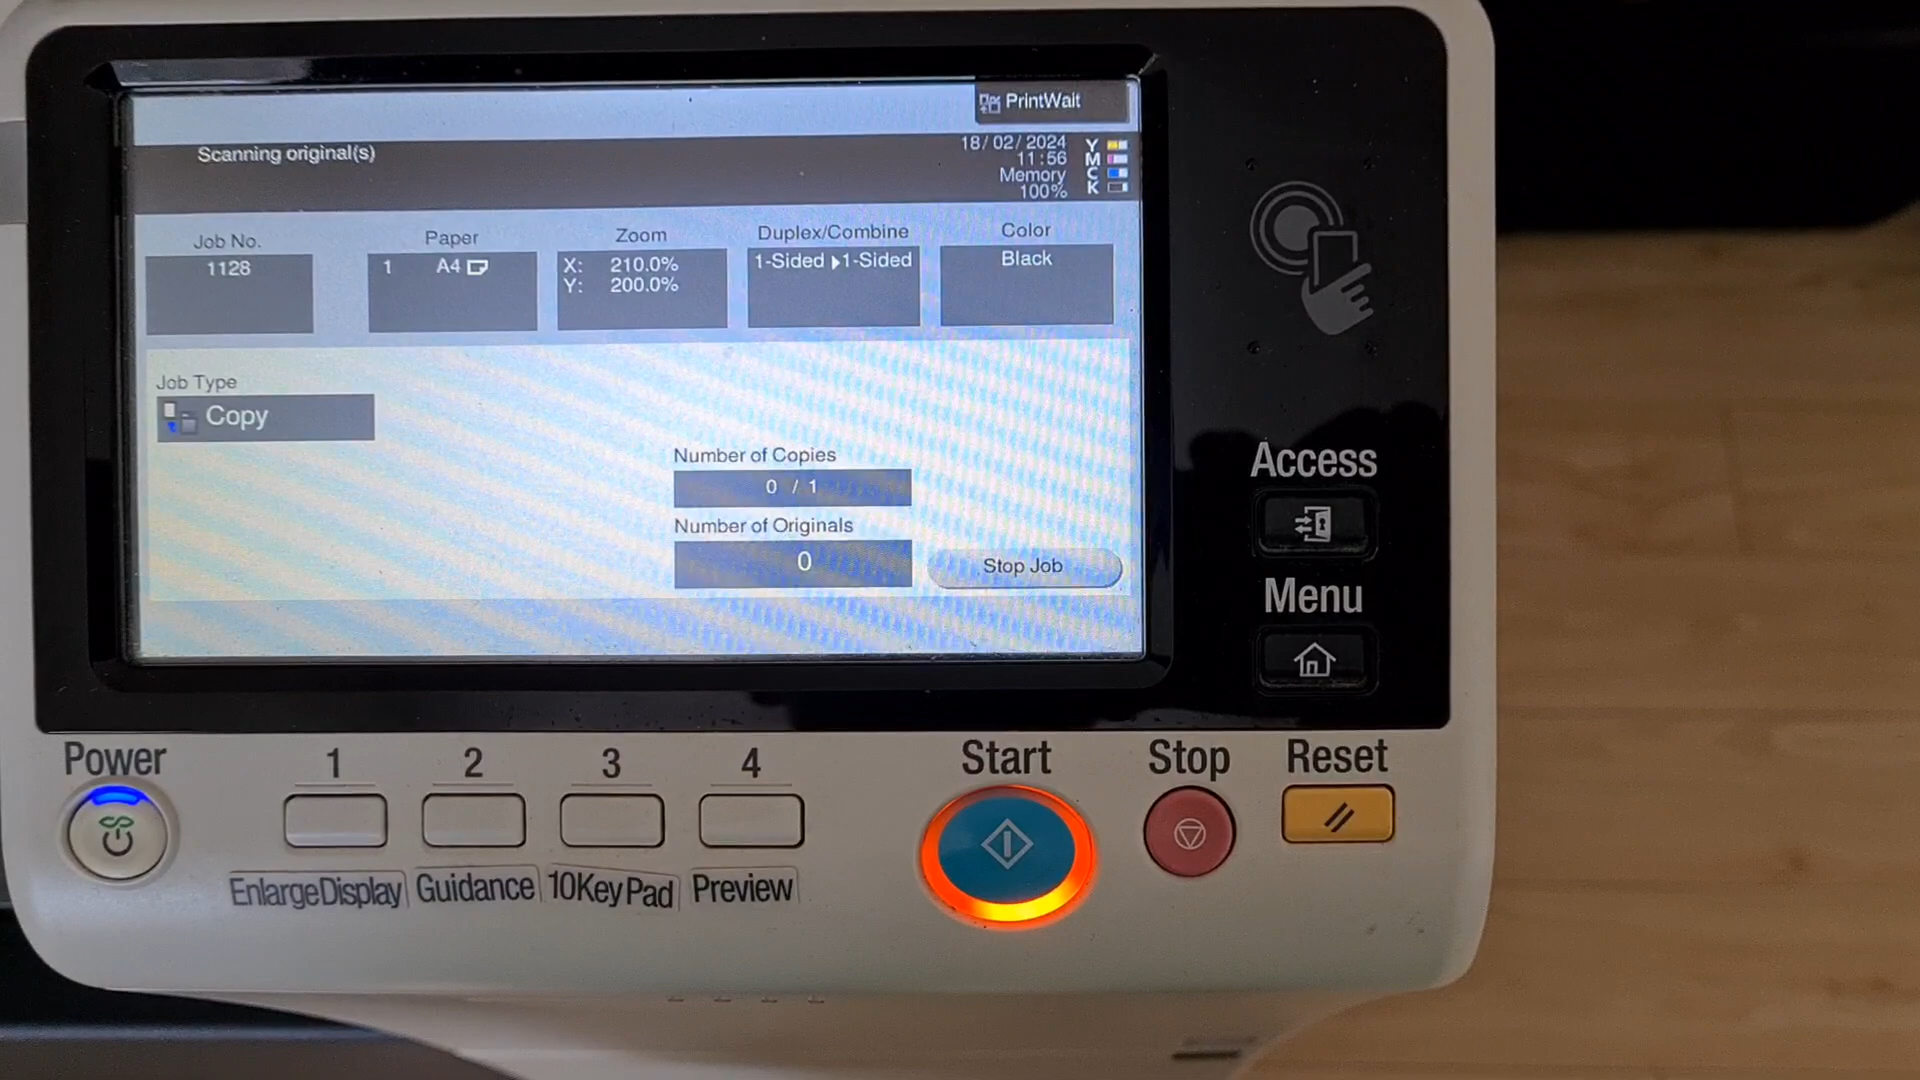 PrintWait
Scanning original(s)
18/02/2024
11:56
Memory
100%
Y
M
C
K
Job No.
1128
Paper
1 A4
Zoom
X: 210.0%
Y: 200.0%
Duplex/Combine
1-Sided 1-Sided
Color
Black
Job Type
Copy
Number of Copies
0 / 1
Number of Originals
0
Stop Job
Access
Menu
Power
1
2
3
4
Start
Stop
Reset
EnlargeDisplay
Guidance
10KeyPad
Preview